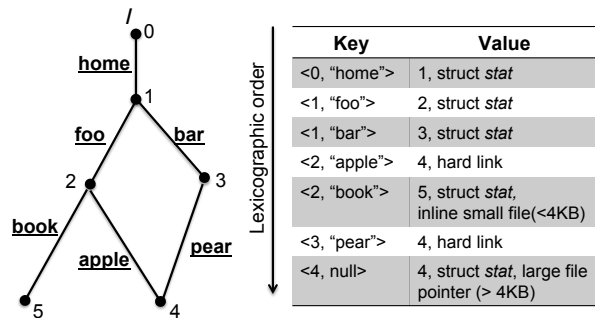 /
0
home
1
foo
bar
2
3
book
apple
pear
5
4
Lexicographic order
Key Value
<0, “home”> 1, struct stat
<1, “foo”> 2, struct stat
<1, “bar”> 3, struct stat
<2, “apple”> 4, hard link
<2, “book”> 5, struct stat,
inline small file(<4KB)
<3, “pear”> 4, hard link
<4, null> 4, struct stat, large file
pointer (> 4KB)